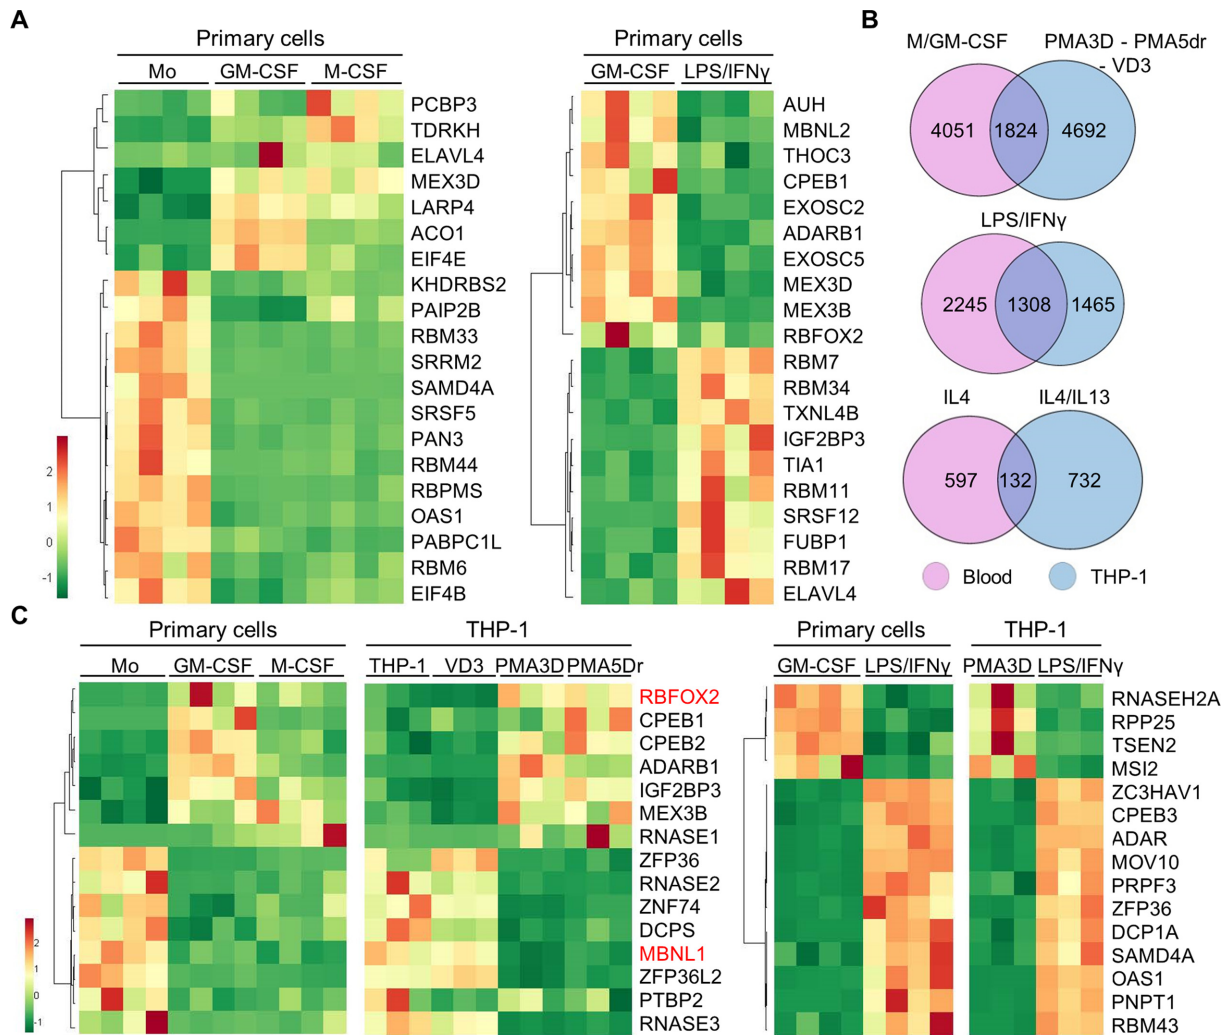 A
Primary cells
Mo GM-CSF M-CSF
PCBP3
TDRKH
ELAVL4
MEX3D
LARP4
ACO1
EIF4E
KHDRBS2
PAIP2B
RBM33
SRRM2
SAMD4A
SRSF5
PAN3
RBM44
RBPMS
OAS1
PABPC1L
RBM6
EIF4B
2
1
0
-1
Primary cells
GM-CSF LPS/IFNγ
AUH
MBNL2
THOC3
CPEB1
EXOSC2
ADARB1
EXOSC5
MEX3D
MEX3B
RBFOX2
RBM7
RBM34
TXNL4B
IGF2BP3
TIA1
RBM11
SRSF12
FUBP1
RBM17
ELAVL4
B
M/GM-CSF PMA3D - PMA5dr
- VD3
4051 1824 4692
LPS/IFNγ
2245 1308 1465
IL4 IL4/IL13
597 132 732
Blood THP-1
C
Primary cells THP-1
Mo GM-CSF M-CSF THP-1 VD3 PMA3D PMA5Dr
RBFOX2
CPEB1
CPEB2
ADARB1
IGF2BP3
MEX3B
RNASE1
ZFP36
RNASE2
ZNF74
DCPS
MBNL1
ZFP36L2
PTBP2
RNASE3
2
1
0
-1
Primary cells THP-1
GM-CSF LPS/IFNγ PMA3D LPS/IFNγ
RNASEH2A
RPP25
TSEN2
MSI2
ZC3HAV1
CPEB3
ADAR
MOV10
PRPF3
ZFP36
DCP1A
SAMD4A
OAS1
PNPT1
RBM43